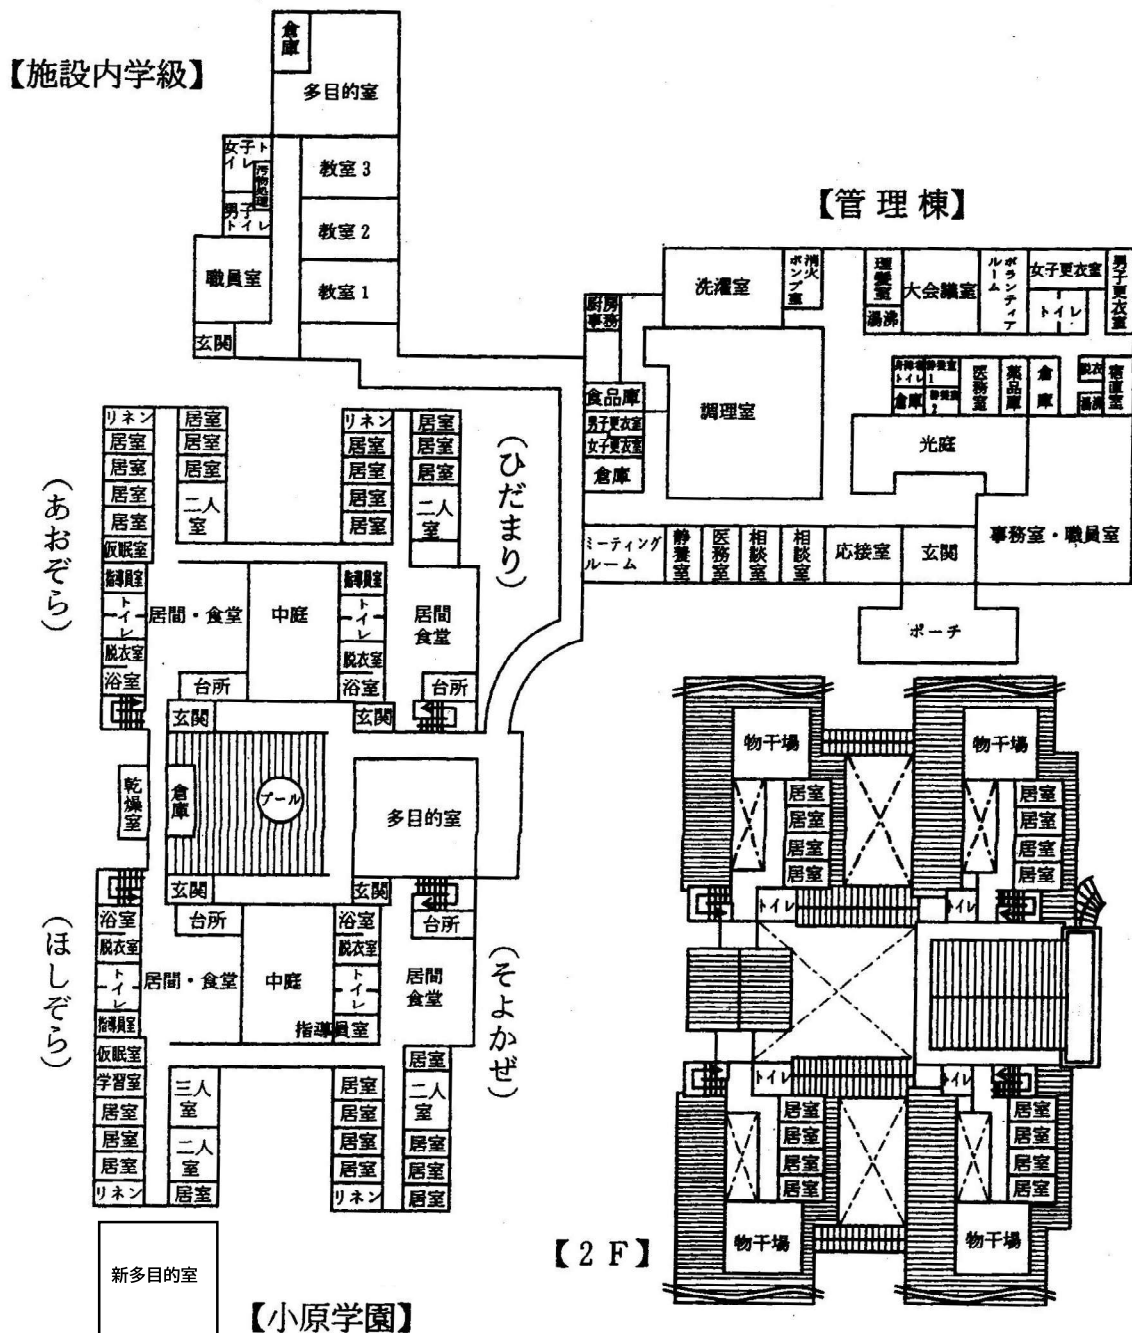 【施設内学級】
倉庫
多目的室
女子トイレ
汚物処理
男子トイレ
教室3
教室2
教室1
職員室
玄関
【管理棟】
洗濯室
消火ポンプ室
理髪室
湯沸
大会議室
ボランティアルーム
女子更衣室
トイレ
男子更衣室
厨房事務
食品庫
男子更衣室
女子更衣室
倉庫
調理室
トイレ
静養室1
倉庫
静養室2
医務室
薬品庫
倉庫
脱衣
湯沸
宿直室
光庭
ミーティングルーム
静養室
医務室
相談室
相談室
応接室
玄関
事務室・職員室
ポーチ
(あおぞら)
リネン
居室
居室
居室
居室
仮眠室
指導員室
トイレ
脱衣室
浴室
居室
居室
居室
二人室
居間・食堂
台所
玄関
中庭
(ひだまり)
リネン
居室
居室
居室
居室
指導員室
トイレ
脱衣室
浴室
玄関
居室
居室
居室
二人室
居間食堂
台所
乾燥室
倉庫
プール
多目的室
(ほしぞら)
玄関
浴室
脱衣室
トイレ
指導員室
仮眠室
学習室
居室
居室
居室
リネン
台所
居間・食堂
三人室
二人室
居室
中庭
(そよかぜ)
玄関
浴室
脱衣室
トイレ
指導員室
居室
居室
居室
居室
リネン
台所
居間食堂
居室
二人室
居室
居室
居室
新多目的室
【小原学園】
【2F】
物干場
居室
居室
居室
居室
トイレ
物干場
居室
居室
居室
居室
トイレ
トイレ
居室
居室
居室
居室
物干場
トイレ
居室
居室
居室
居室
物干場